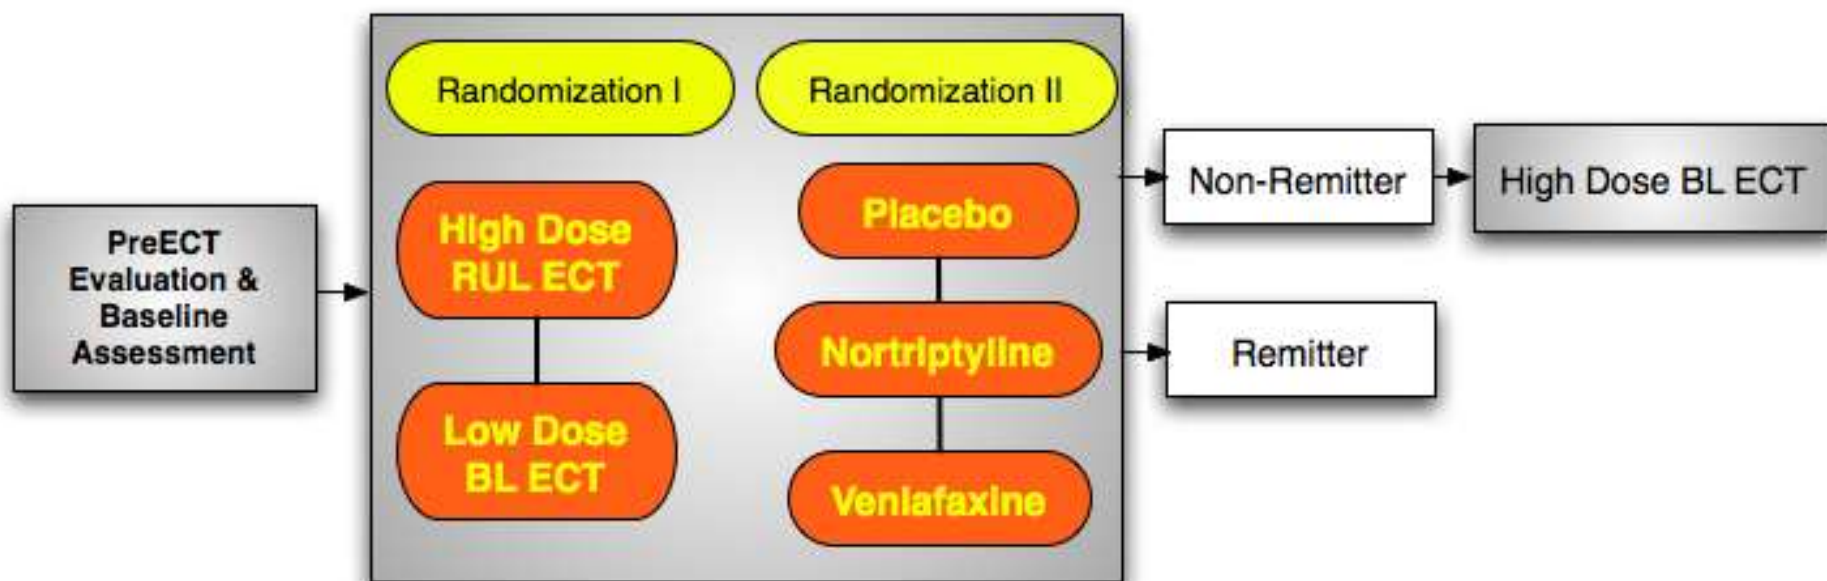 PreECT
Evaluation &
Baseline
Assessment
Randomization I
High Dose
RUL ECT
Low Dose
BL ECT
Randomization II
Placebo
Nortriptyline
Venlafaxine
Non-Remitter
High Dose BL ECT
Remitter